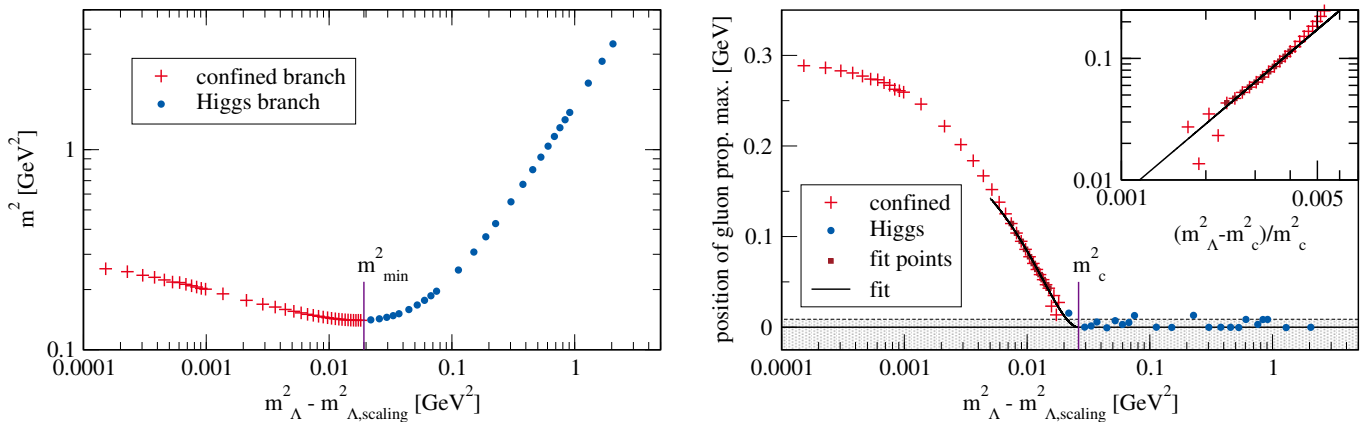 m² [GeV²]
1
0.1
confined branch
Higgs branch
m²min
0.0001
0.001
0.01
0.1
1
m²Λ - m²Λ,scaling [GeV²]
position of gluon prop. max. [GeV]
0.3
0.2
0.1
0
confined
Higgs
fit points
fit
m²c
0.0001
0.001
0.01
0.1
1
m²Λ - m²Λ,scaling [GeV²]
0.1
0.01
0.001
0.005
(m²Λ-m²c)/m²c